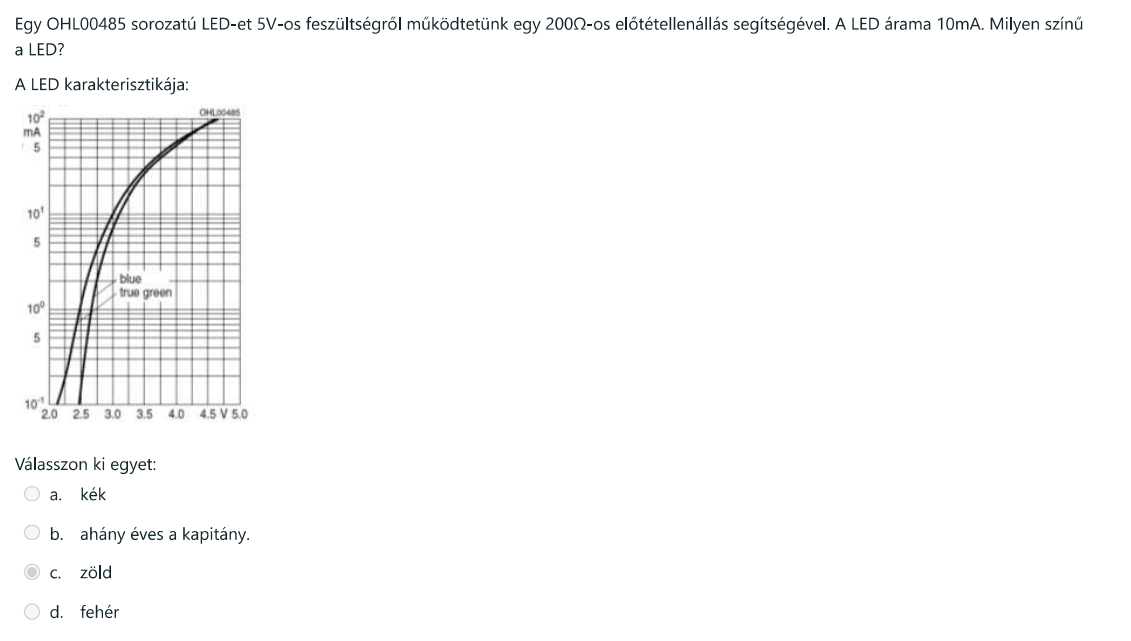 Egy OHL00485 sorozatú LED-et 5V-os feszültségről működtetünk egy 200Ω-os előtétellenállás segítségével. A LED árama 10mA. Milyen színű
a LED?
A LED karakterisztikája:
OHL00485
10²
mA
5
10¹
5
blue
true green
10⁰
5
10⁻¹
2.0 2.5 3.0 3.5 4.0 4.5 V 5.0
Válasszon ki egyet:
a. kék
b. ahány éves a kapitány.
c. zöld
d. fehér